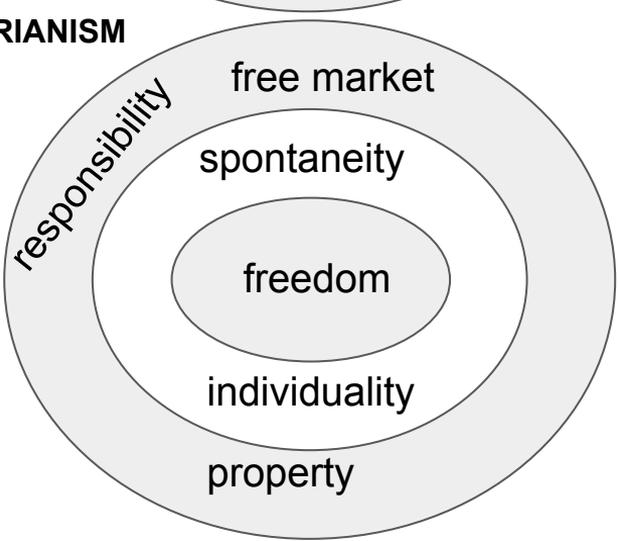 RIANISM
free market
responsibility
spontaneity
freedom
individuality
property